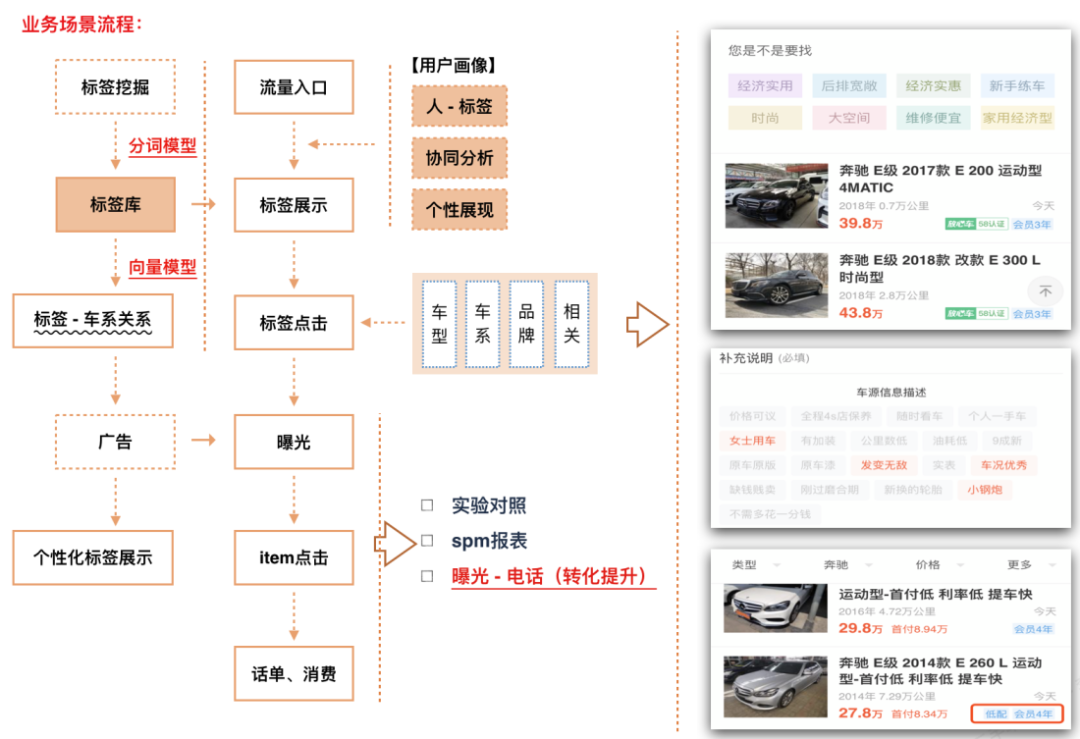 业务场景流程：
标签挖掘
分词模型
标签库
向量模型
标签 - 车系关系
广告
个性化标签展示
流量入口
标签展示
标签点击
曝光
item点击
话单、消费
【用户画像】
人 - 标签
协同分析
个性展现
车型
车系
品牌
相关
实验对照
spm报表
曝光 - 电话（转化提升）
您是不是要找
经济实用 后排宽敞 经济实惠 新手练车
时尚 大空间 维修便宜 家用经济型
奔驰 E级 2017款 E 200 运动型
4MATIC
2018年 0.7万公里 今天
39.8万 放心车 58认证 会员3年
奔驰 E级 2018款 改款 E 300 L
时尚型
2018年 2.8万公里
43.8万 放心车 58认证 会员3年
补充说明 (必填)
车源信息描述
价格可议 全程4s店保养 随时看车 个人一手车
女士用车 有加装 公里数低 油耗低 9成新
原车原版 原车漆 发变无敌 实表 车况优秀
缺钱贱卖 刚过磨合期 新换的轮胎 小钢炮
不需多花一分钱
类型 奔驰 价格 更多
运动型-首付低 利率低 提车快
2016年 4.72万公里 今天
29.8万 首付8.94万 会员4年
奔驰 E级 2014款 E 260 L 运动
型-首付低 利率低 提车快
2014年 7.29万公里 今天
27.8万 首付8.34万 低配 会员4年